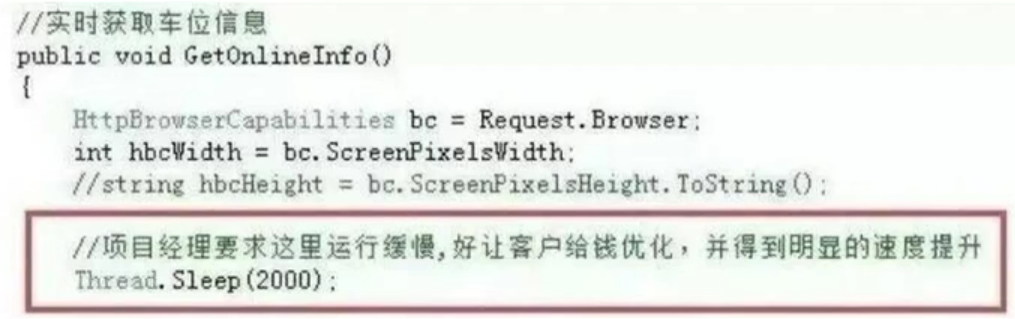 //实时获取车位信息
public void GetOnlineInfo()
{
HttpBrowserCapabilities bc = Request.Browser;
int hbcWidth = bc.ScreenPixelsWidth;
//string hbcHeight = bc.ScreenPixelsHeight.ToString();
//项目经理要求这里运行缓慢,好让客户给钱优化，并得到明显的速度提升
Thread.Sleep(2000);